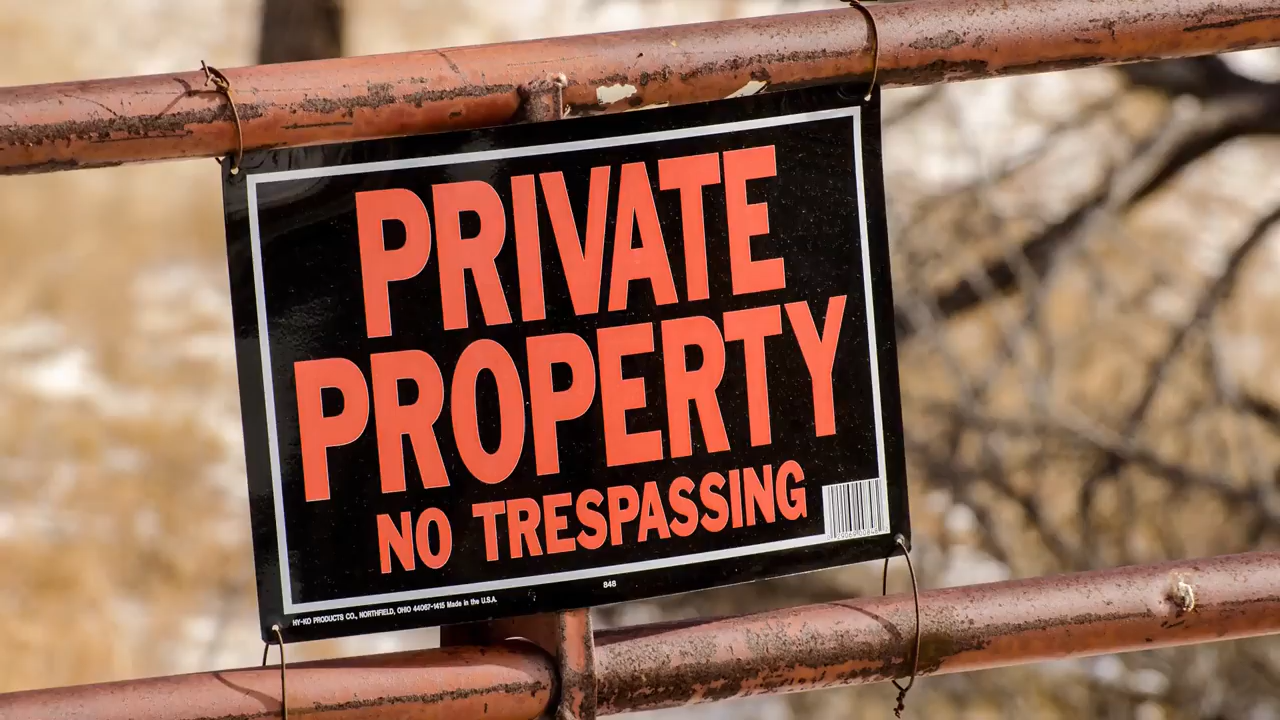 PRIVATE
PROPERTY
NO TRESPASSING
848
HY-KO PRODUCTS CO., NORTHFIELD, OHIO 44067-1415 Made in the U.S.A.